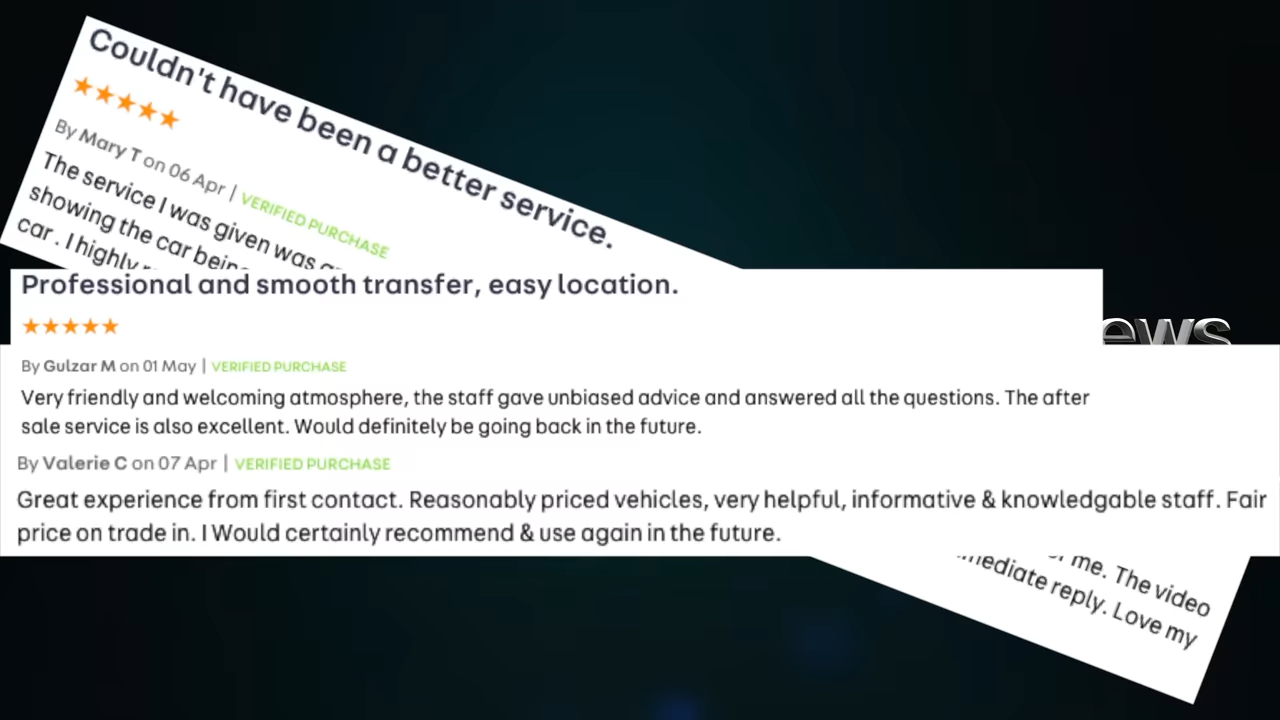 Couldn't have been a better service.
By Mary T on 06 Apr | VERIFIED PURCHASE
The service I was given was
showing the car being
car . I highly
Professional and smooth transfer, easy location.
By Gulzar M on 01 May | VERIFIED PURCHASE
Very friendly and welcoming atmosphere, the staff gave unbiased advice and answered all the questions. The after
sale service is also excellent. Would definitely be going back in the future.
By Valerie C on 07 Apr | VERIFIED PURCHASE
Great experience from first contact. Reasonably priced vehicles, very helpful, informative & knowledgable staff. Fair
price on trade in. I Would certainly recommend & use again in the future.
me. The video
reply. Love my